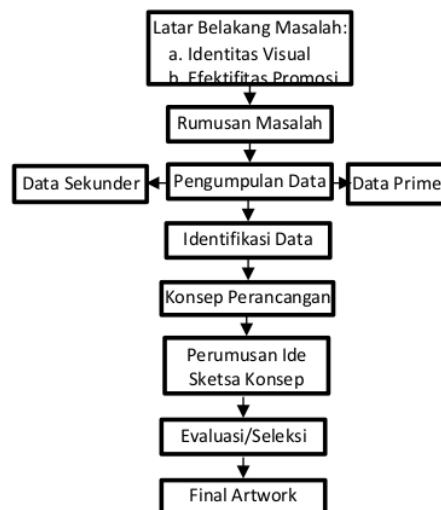 Latar Belakang Masalah:
a. Identitas Visual
b. Efektifitas Promosi
Rumusan Masalah
Data Sekunder
Pengumpulan Data
Data Prime
Identifikasi Data
Konsep Perancangan
Perumusan Ide
Sketsa Konsep
Evaluasi/Seleksi
Final Artwork